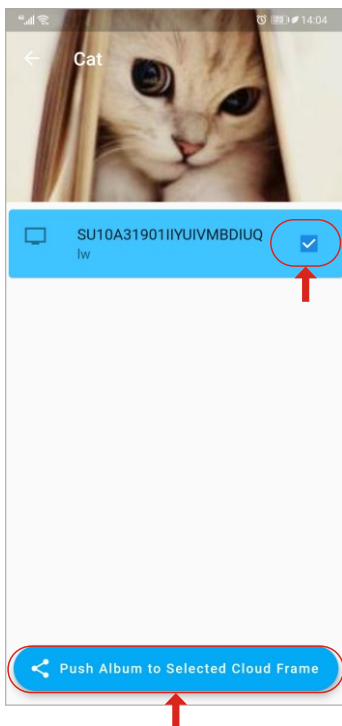 14:04
Cat
SU10A31901IIYUIVMBDIUQ
lw
Push Album to Selected Cloud Frame